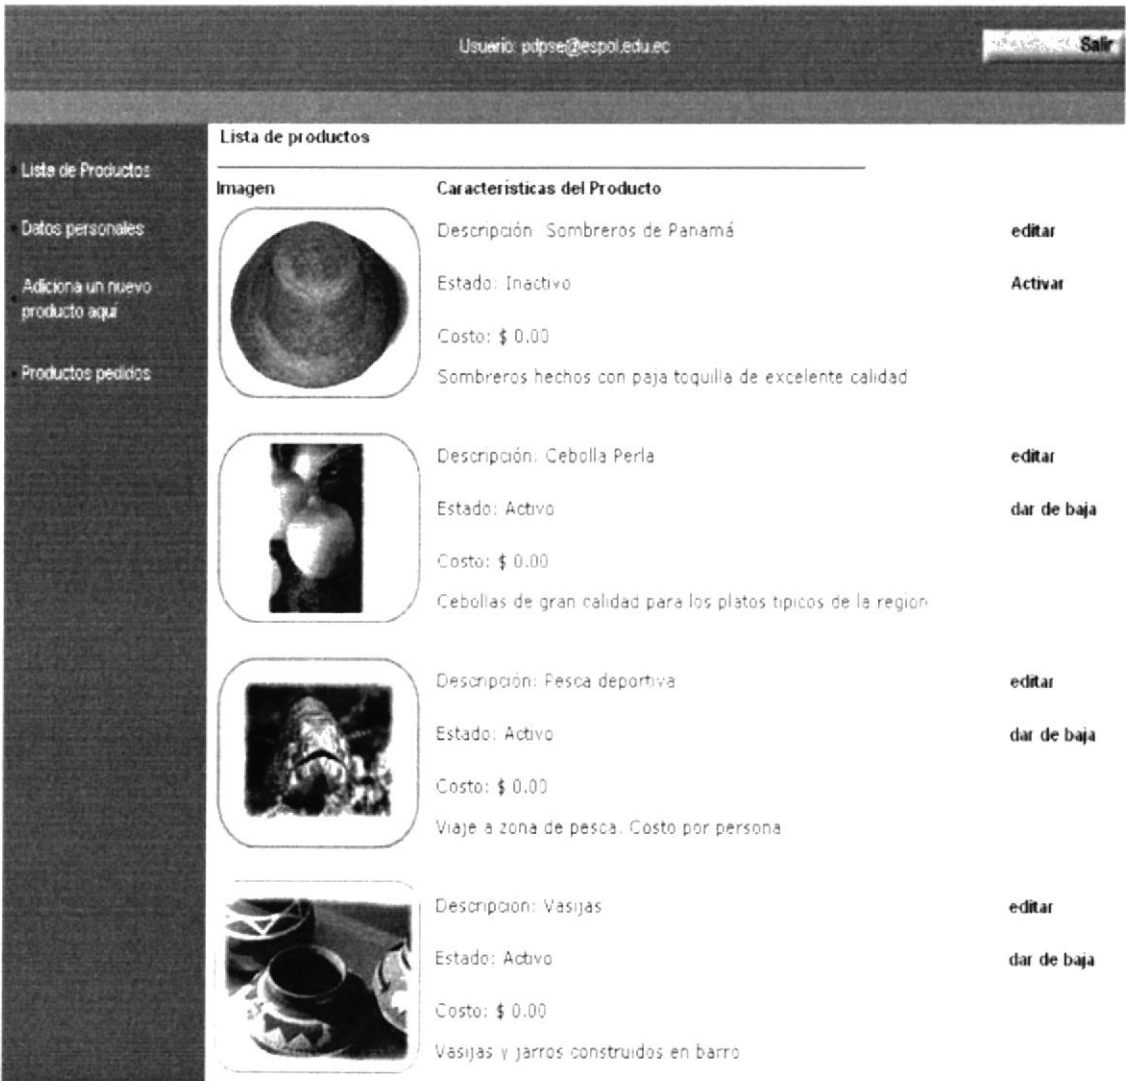 Usuario: pdpse@espol.edu.ec
Salir
Lista de Productos
Datos personales
Adiciona un nuevo
producto aquí
Productos pedidos
Lista de productos
Imagen Caracteristicas del Producto
Descripción: Sombreros de Panamá editar
Estado: Inactivo Activar
Costo: $ 0.00
Sombreros hechos con paja toquilla de excelente calidad
Descripción: Cebolla Perla editar
Estado: Activo dar de baja
Costo: $ 0.00
Cebollas de gran calidad para los platos tipicos de la region
Descripción: Pesca deportiva editar
Estado: Activo dar de baja
Costo: $ 0.00
Viaje a zona de pesca. Costo por persona
Descripción: Vasijas editar
Estado: Activo dar de baja
Costo: $ 0.00
Vasijas y jarros construidos en barro